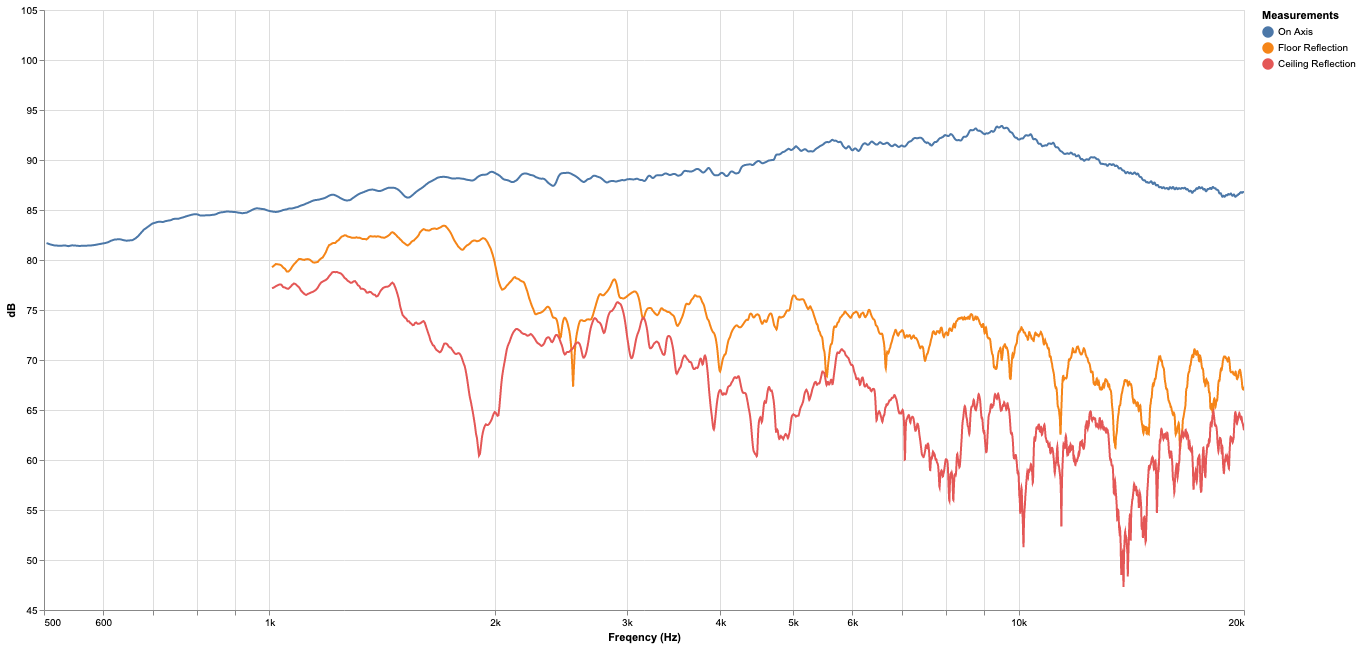 105
100
95
90
85
80
75
70
65
60
55
50
45
dB
500 600 1k 2k 3k 4k 5k 6k 10k 20k
Freqency (Hz)
Measurements
On Axis
Floor Reflection
Ceiling Reflection